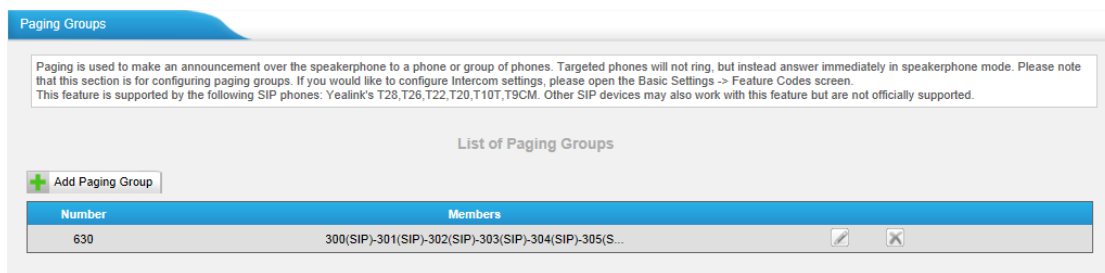 Paging Groups
Paging is used to make an announcement over the speakerphone to a phone or group of phones. Targeted phones will not ring, but instead answer immediately in speakerphone mode. Please note
that this section is for configuring paging groups. If you would like to configure Intercom settings, please open the Basic Settings -> Feature Codes screen.
This feature is supported by the following SIP phones: Yealink's T28,T26,T22,T20,T10T,T9CM. Other SIP devices may also work with this feature but are not officially supported.
List of Paging Groups
Add Paging Group
Number Members
630 300(SIP)-301(SIP)-302(SIP)-303(SIP)-304(SIP)-305(S...